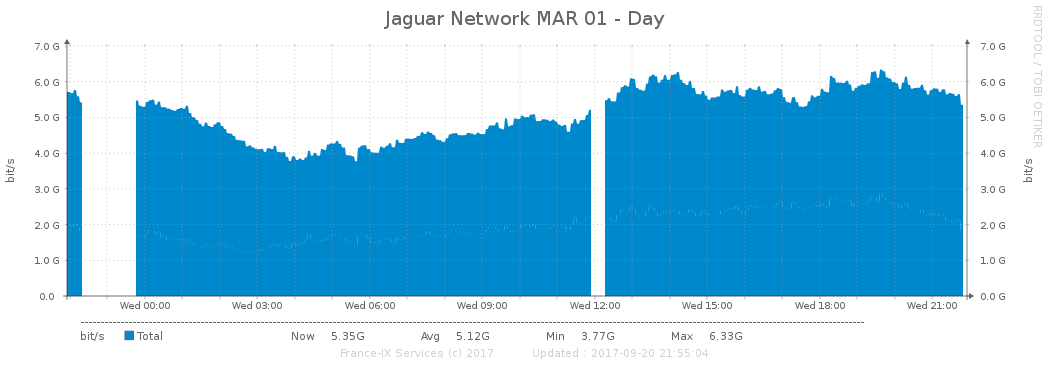 Jaguar Network MAR 01 - Day
RRDTOOL / TOBI OETIKER
7.0 G 7.0 G
6.0 G 6.0 G
5.0 G 5.0 G
4.0 G 4.0 G
3.0 G 3.0 G
2.0 G 2.0 G
1.0 G 1.0 G
0.0 0.0 G
bit/s bit/s
Wed 00:00 Wed 03:00 Wed 06:00 Wed 09:00 Wed 12:00 Wed 15:00 Wed 18:00 Wed 21:00
bit/s Total Now 5.35G Avg 5.12G Min 3.77G Max 6.33G
France-IX Services (c) 2017 Updated : 2017-09-20 21:55:04